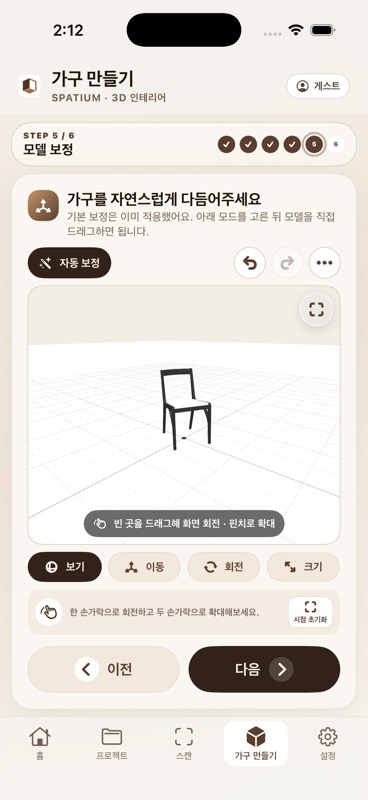 2:12
가구 만들기
SPATIUM · 3D 인테리어
게스트
STEP 5 / 6
모델 보정
5
6
가구를 자연스럽게 다듬어주세요
기본 보정은 이미 적용했어요. 아래 모드를 고른 뒤 모델을 직접
드래그하면 됩니다.
자동 보정
빈 곳을 드래그해 화면 회전 · 핀치로 확대
보기
이동
회전
크기
한 손가락으로 회전하고 두 손가락으로 확대해보세요.
시점 초기화
이전
다음
홈
프로젝트
스캔
가구 만들기
설정